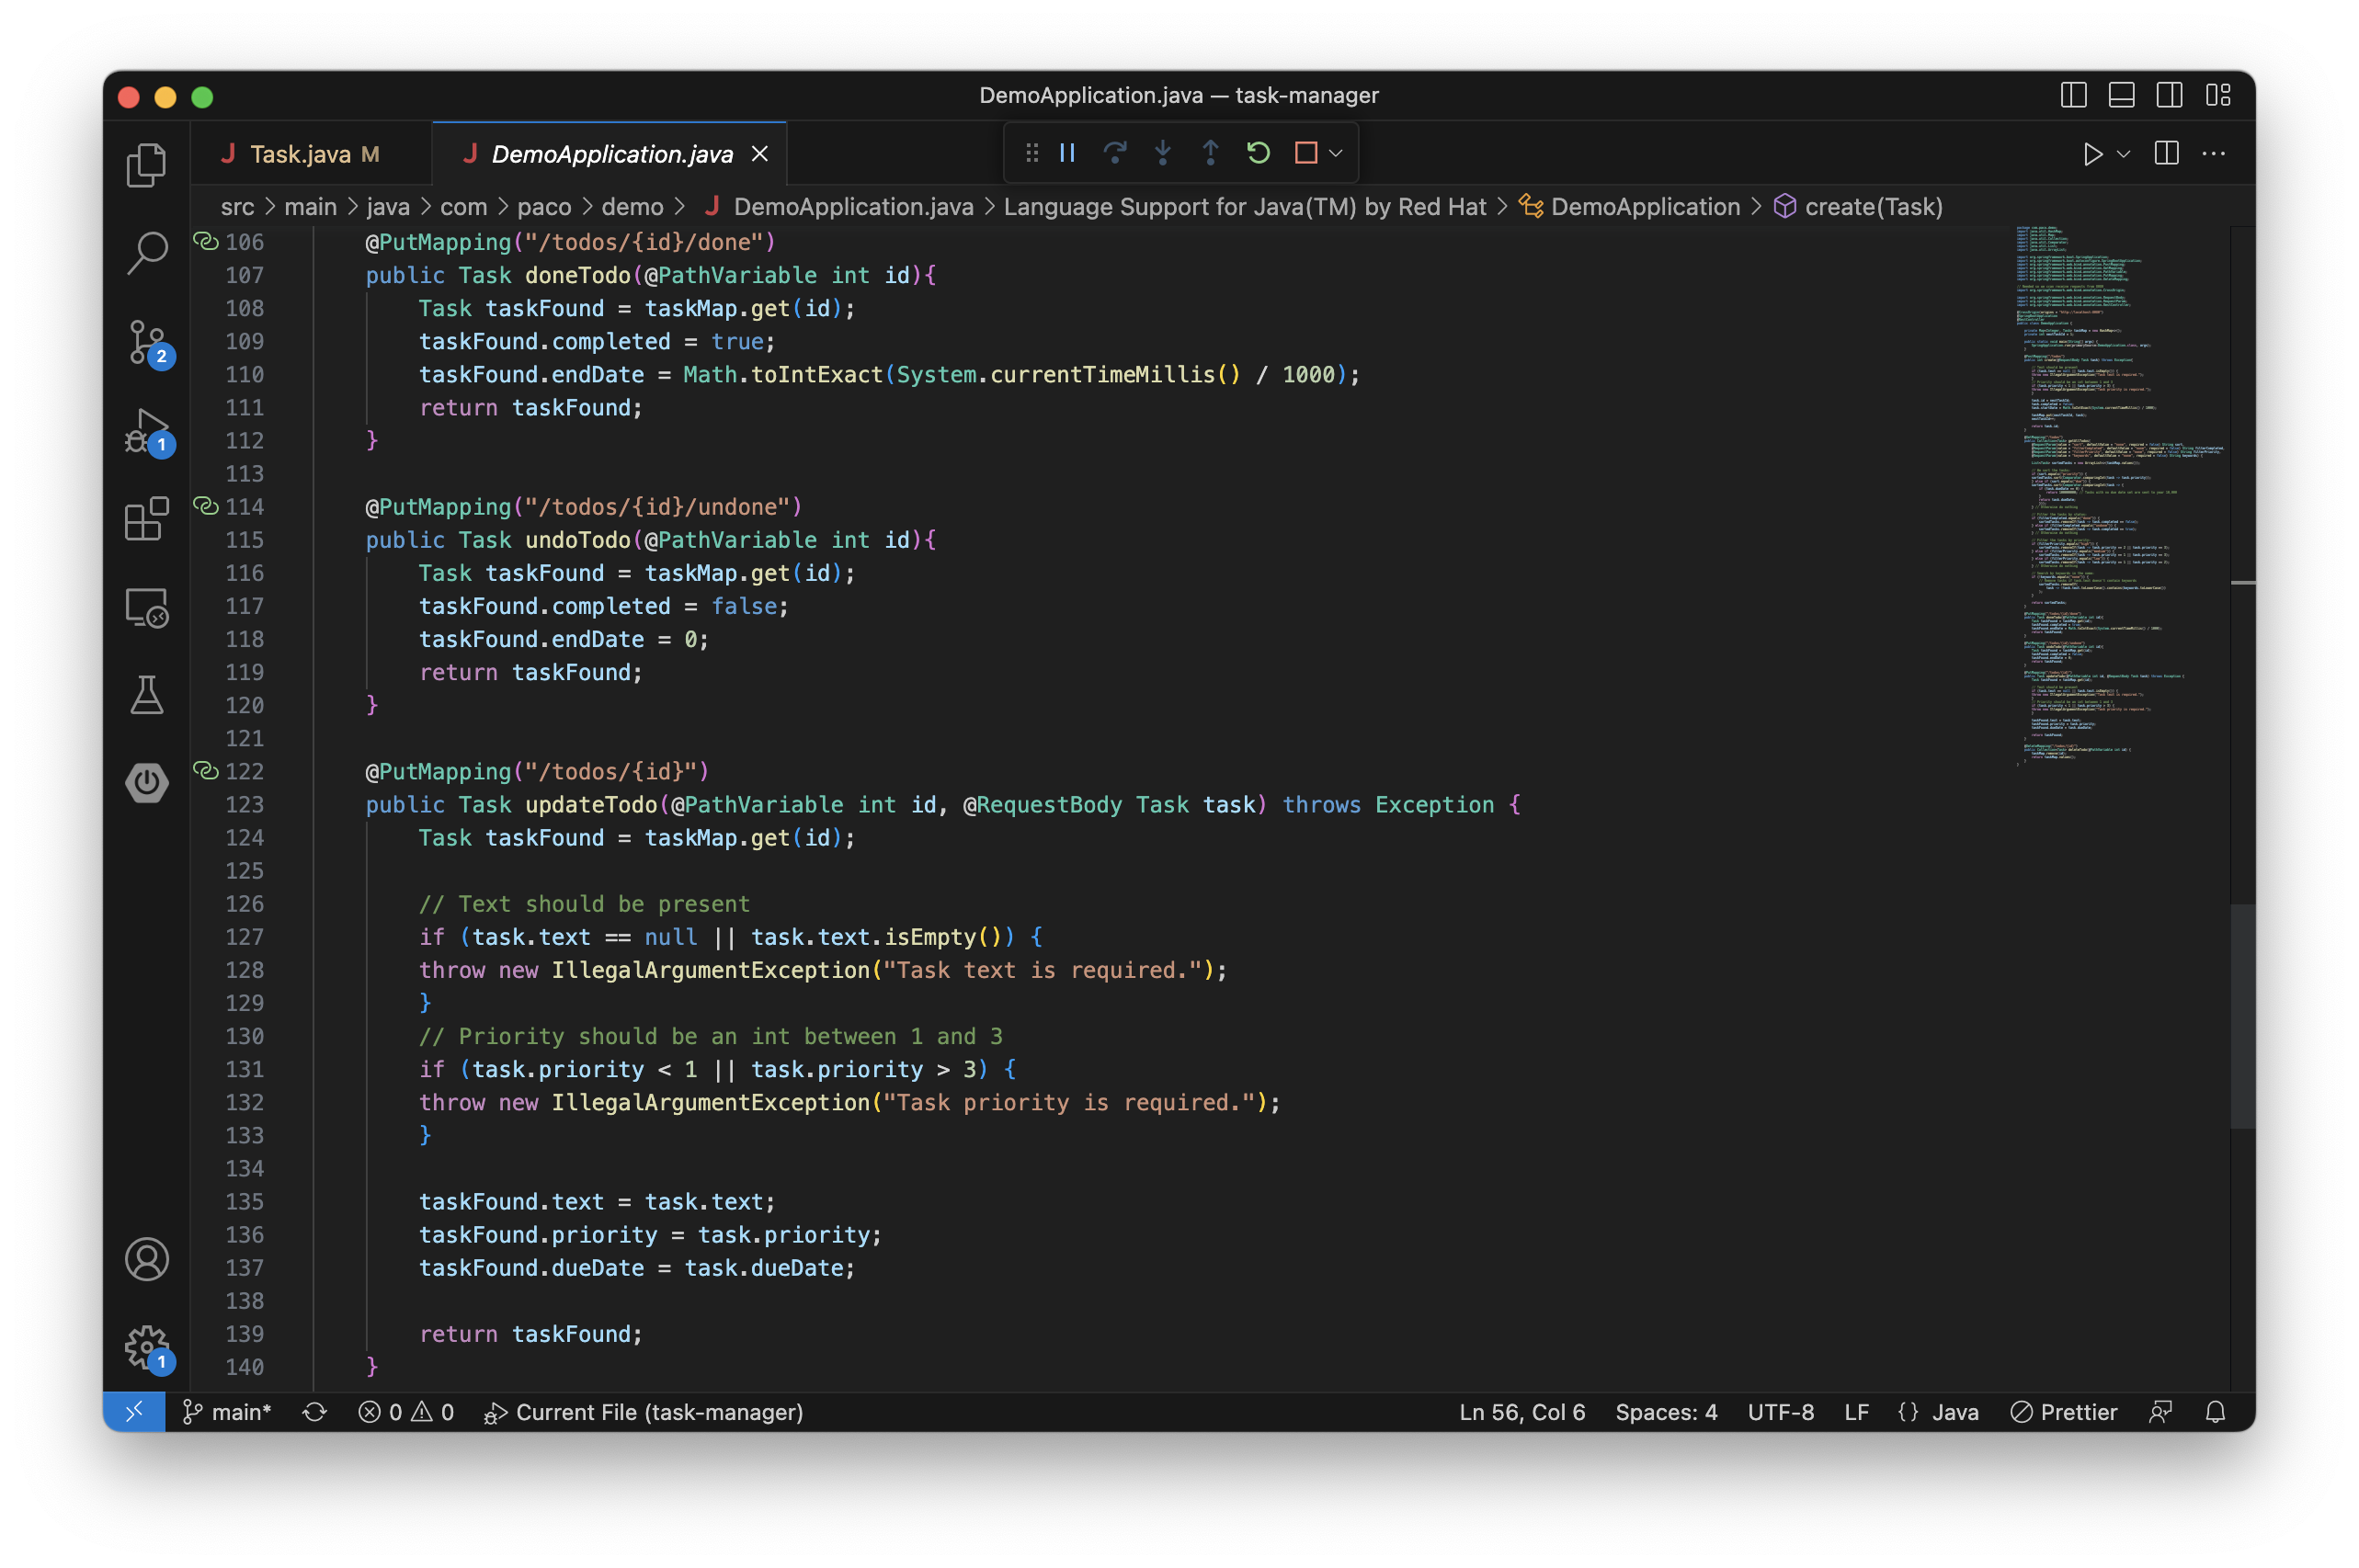 DemoApplication.java — task-manager
Task.java M
DemoApplication.java
src > main > java > com > paco > demo > DemoApplication.java > Language Support for Java(TM) by Red Hat > DemoApplication > create(Task)
106 @PutMapping("/todos/{id}/done")
107 public Task doneTodo(@PathVariable int id){
108 Task taskFound = taskMap.get(id);
109 taskFound.completed = true;
110 taskFound.endDate = Math.toIntExact(System.currentTimeMillis() / 1000);
111 return taskFound;
112 }
113
114 @PutMapping("/todos/{id}/undone")
115 public Task undoTodo(@PathVariable int id){
116 Task taskFound = taskMap.get(id);
117 taskFound.completed = false;
118 taskFound.endDate = 0;
119 return taskFound;
120 }
121
122 @PutMapping("/todos/{id}")
123 public Task updateTodo(@PathVariable int id, @RequestBody Task task) throws Exception {
124 Task taskFound = taskMap.get(id);
125
126 // Text should be present
127 if (task.text == null || task.text.isEmpty()) {
128 throw new IllegalArgumentException("Task text is required.");
129 }
130 // Priority should be an int between 1 and 3
131 if (task.priority < 1 || task.priority > 3) {
132 throw new IllegalArgumentException("Task priority is required.");
133 }
134
135 taskFound.text = task.text;
136 taskFound.priority = task.priority;
137 taskFound.dueDate = task.dueDate;
138
139 return taskFound;
140 }
2
1
1
main* 0 0 Current File (task-manager) Ln 56, Col 6 Spaces: 4 UTF-8 LF {} Java Prettier